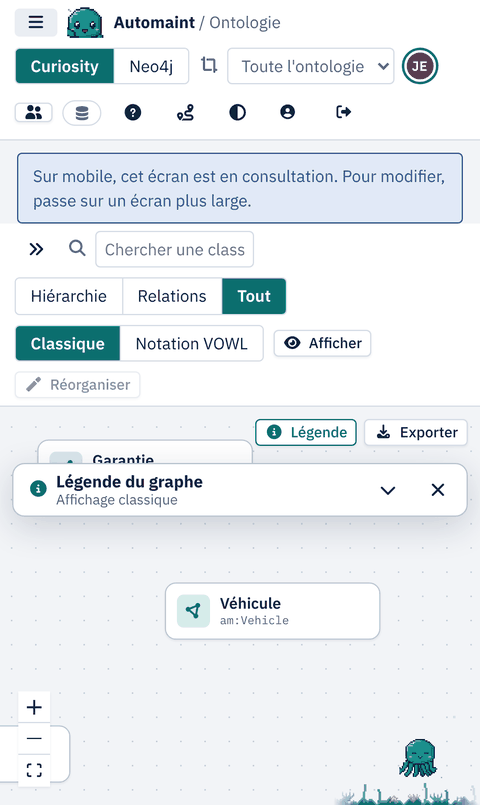 Automaint / Ontologie
Curiosity Neo4j Toute l'ontologie JE
Sur mobile, cet écran est en consultation. Pour modifier,
passe sur un écran plus large.
Chercher une class
Hiérarchie Relations Tout
Classique Notation VOWL Afficher
Réorganiser
Légende Exporter
Garantie
Légende du graphe
Affichage classique
Véhicule
am:Vehicle